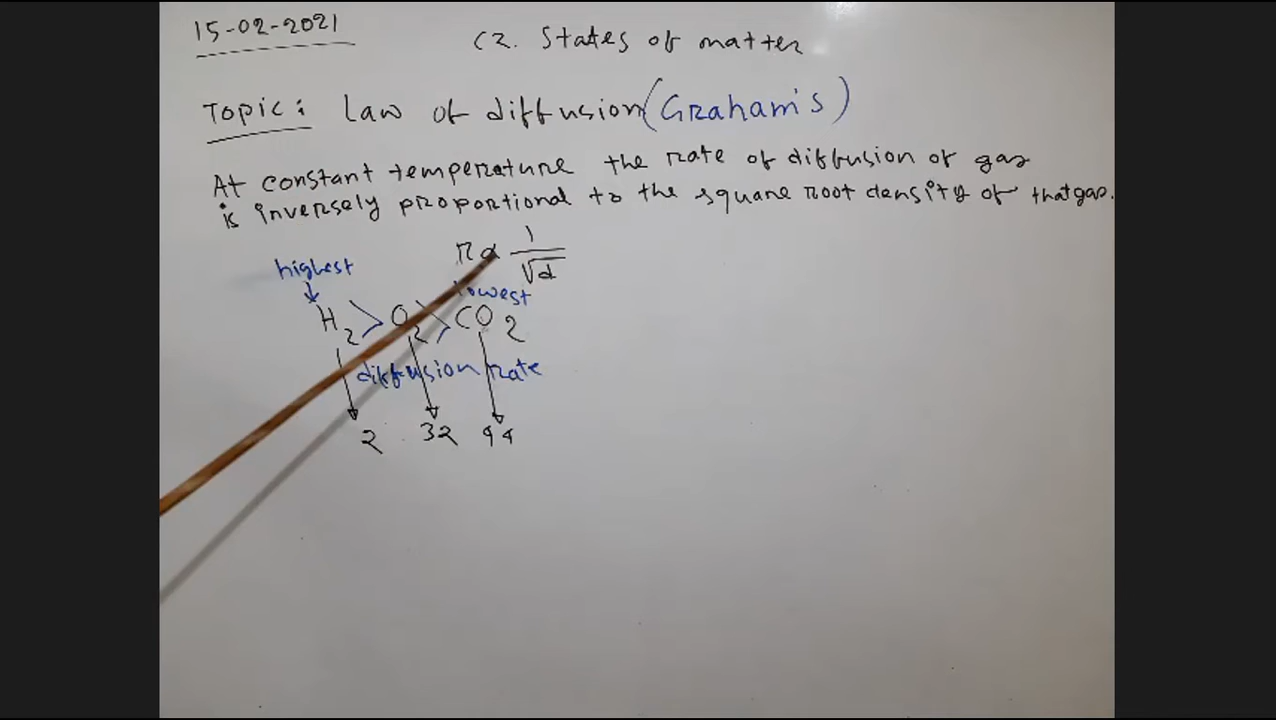 15-02-2021
C2. States of matter
Topic: Law of diffusion (Graham's)
At constant temperature the rate of diffusion of gas
is inversely proportional to the square root density of that gas.
r α 1/√d
highest
lowest
H2 > O2 > CO2
diffusion rate
2 32 44